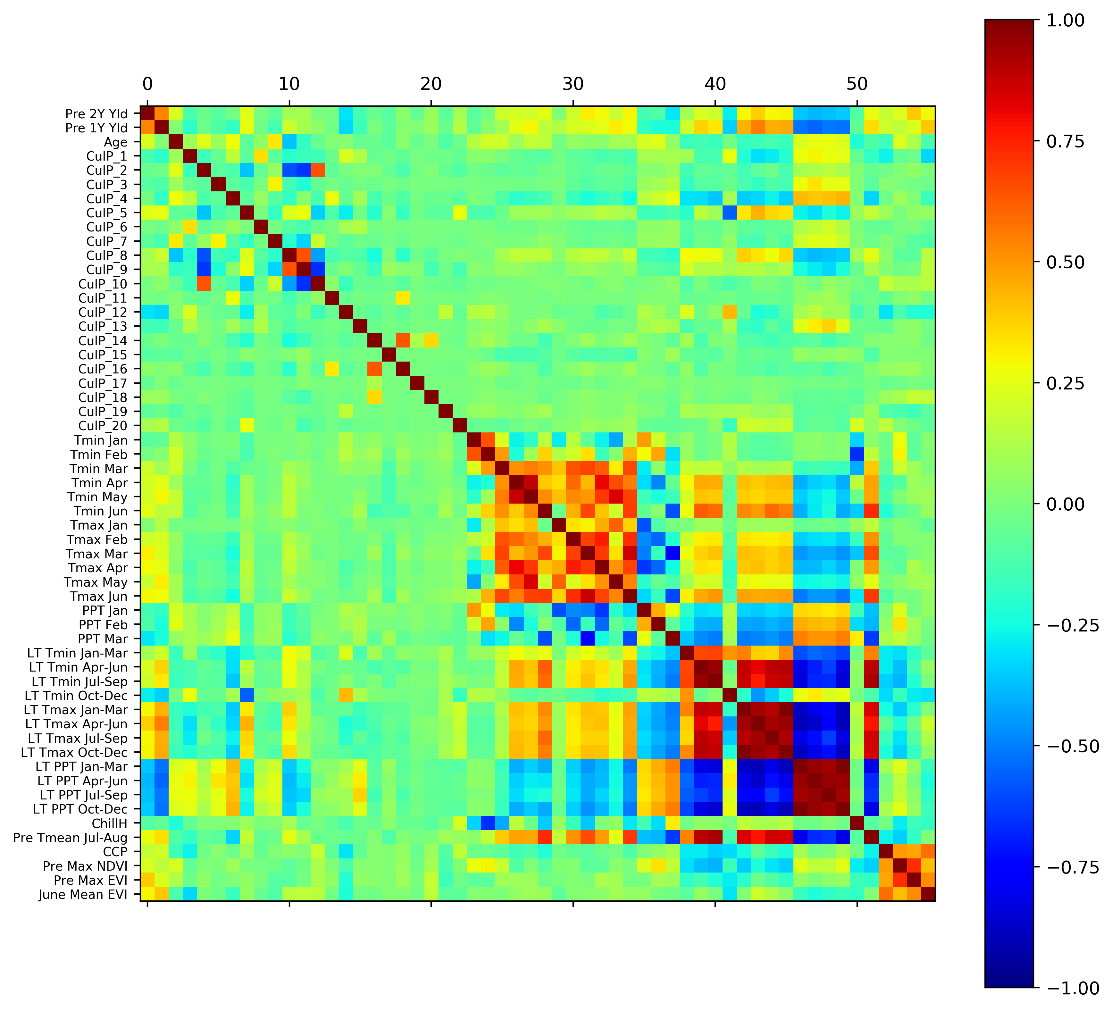 0 10 20 30 40 50
Pre 2Y Yld
Pre 1Y Yld
Age
CulP_1
CulP_2
CulP_3
CulP_4
CulP_5
CulP_6
CulP_7
CulP_8
CulP_9
CulP_10
CulP_11
CulP_12
CulP_13
CulP_14
CulP_15
CulP_16
CulP_17
CulP_18
CulP_19
CulP_20
Tmin Jan
Tmin Feb
Tmin Mar
Tmin Apr
Tmin May
Tmin Jun
Tmax Jan
Tmax Feb
Tmax Mar
Tmax Apr
Tmax May
Tmax Jun
PPT Jan
PPT Feb
PPT Mar
LT Tmin Jan-Mar
LT Tmin Apr-Jun
LT Tmin Jul-Sep
LT Tmin Oct-Dec
LT Tmax Jan-Mar
LT Tmax Apr-Jun
LT Tmax Jul-Sep
LT Tmax Oct-Dec
LT PPT Jan-Mar
LT PPT Apr-Jun
LT PPT Jul-Sep
LT PPT Oct-Dec
ChillH
Pre Tmean Jul-Aug
CCP
Pre Max NDVI
Pre Max EVI
June Mean EVI
1.00
0.75
0.50
0.25
0.00
−0.25
−0.50
−0.75
−1.00